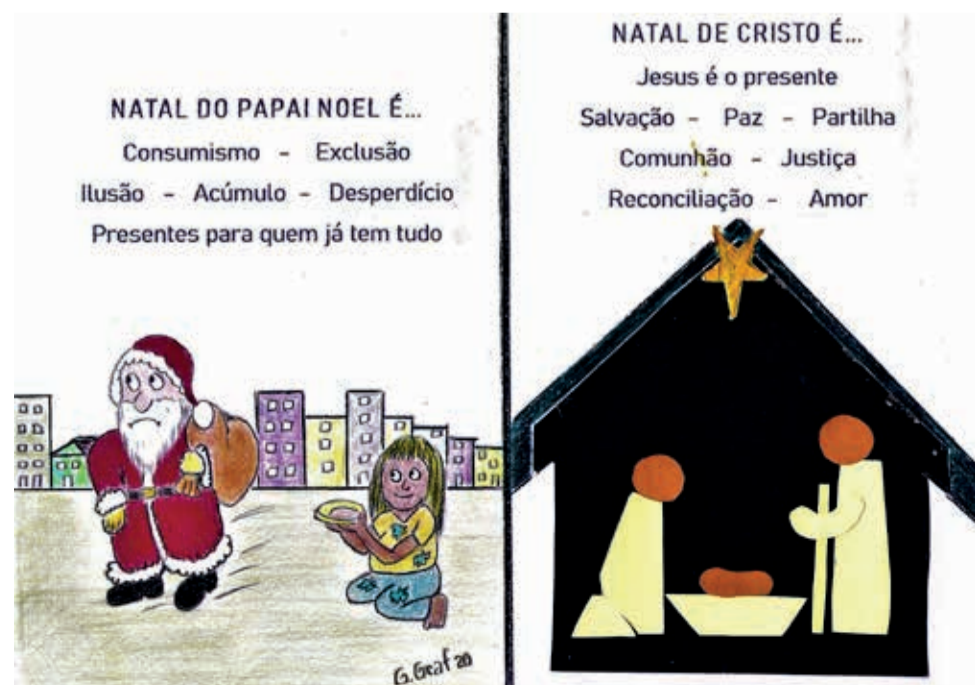 NATAL DO PAPAI NOEL É...
Consumismo - Exclusão
Ilusão - Acúmulo - Desperdício
Presentes para quem já tem tudo
G. Graf 20
NATAL DE CRISTO É...
Jesus é o presente
Salvação - Paz - Partilha
Comunhão - Justiça
Reconciliação - Amor